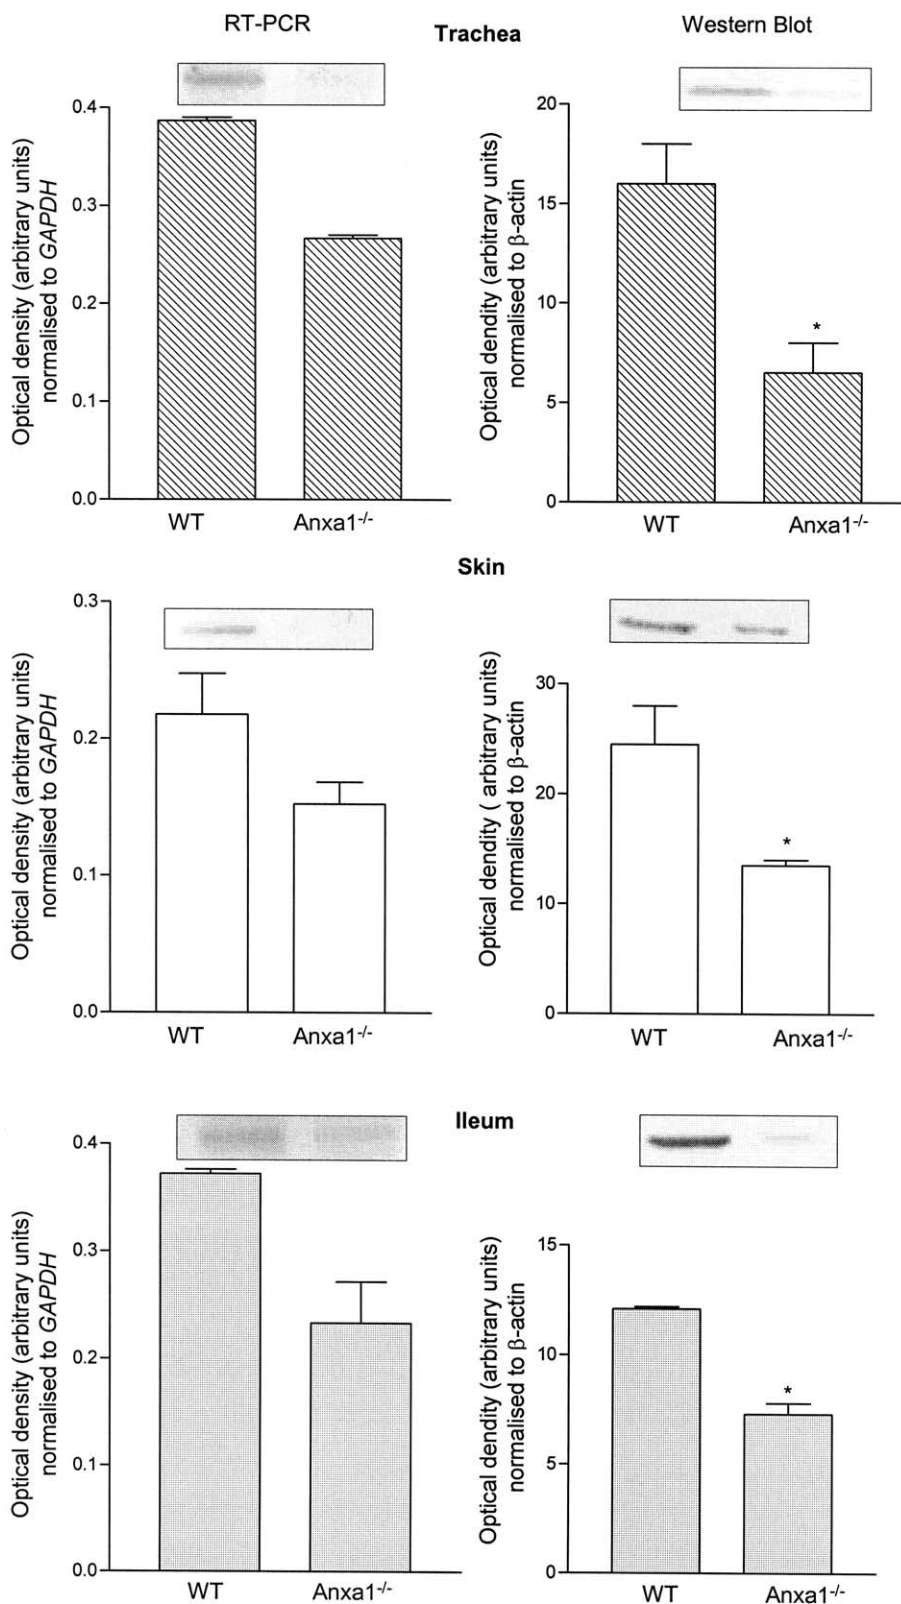 RT-PCR
Trachea
Western Blot
Optical density (arbitrary units)
normalised to GAPDH
0.4
0.3
0.2
0.1
0.0
WT
Anxa1-/-
Optical dendity (arbitrary units)
normalised to β-actin
20
15
10
5
0
*
WT
Anxa1-/-
Skin
Optical density (arbitrary units)
normalised to GAPDH
0.3
0.2
0.1
0.0
WT
Anxa1-/-
Optical dendity ( arbitrary units)
normalised to β-actin
30
20
10
0
*
WT
Anxa1-/-
Ileum
Optical density (arbitrary units)
normalised to GAPDH
0.4
0.3
0.2
0.1
0.0
WT
Anxa1-/-
Optical dendity (arbitrary units)
normalised to β-actin
15
10
5
0
*
WT
Anxa1-/-